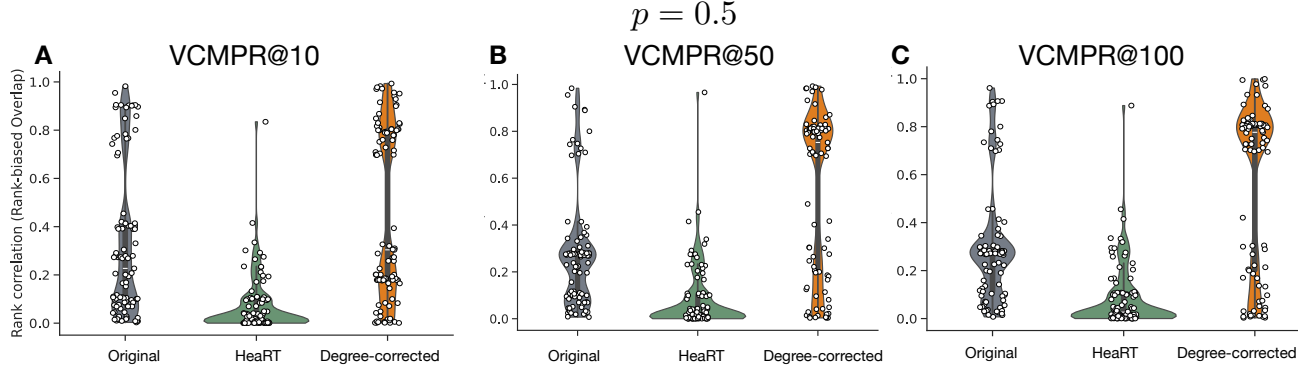 p = 0.5
A VCMPR@10
B VCMPR@50
C VCMPR@100
Rank correlation (Rank-biased Overlap)
1.0
0.8
0.6
0.4
0.2
0.0
Original HeaRT Degree-corrected
1.0
0.8
0.6
0.4
0.2
0.0
Original HeaRT Degree-corrected
1.0
0.8
0.6
0.4
0.2
0.0
Original HeaRT Degree-corrected